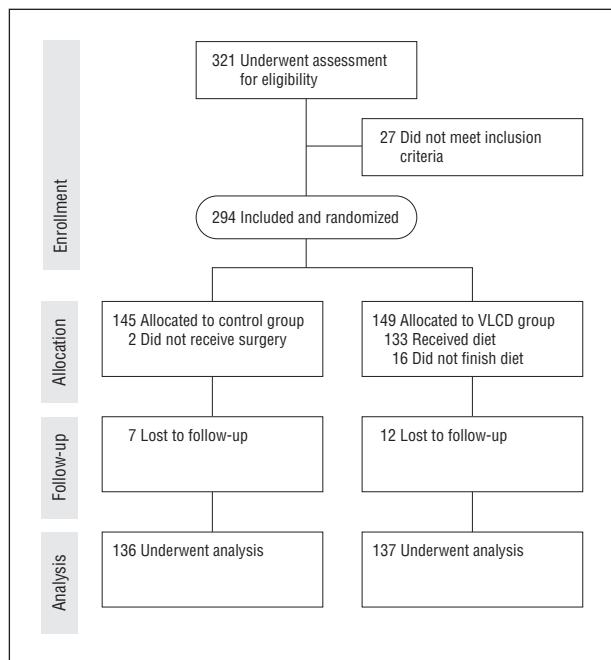 Enrollment
321 Underwent assessment
for eligibility
27 Did not meet inclusion
criteria
294 Included and randomized
Allocation
145 Allocated to control group
2 Did not receive surgery
149 Allocated to VLCD group
133 Received diet
16 Did not finish diet
Follow-up
7 Lost to follow-up
12 Lost to follow-up
Analysis
136 Underwent analysis
137 Underwent analysis